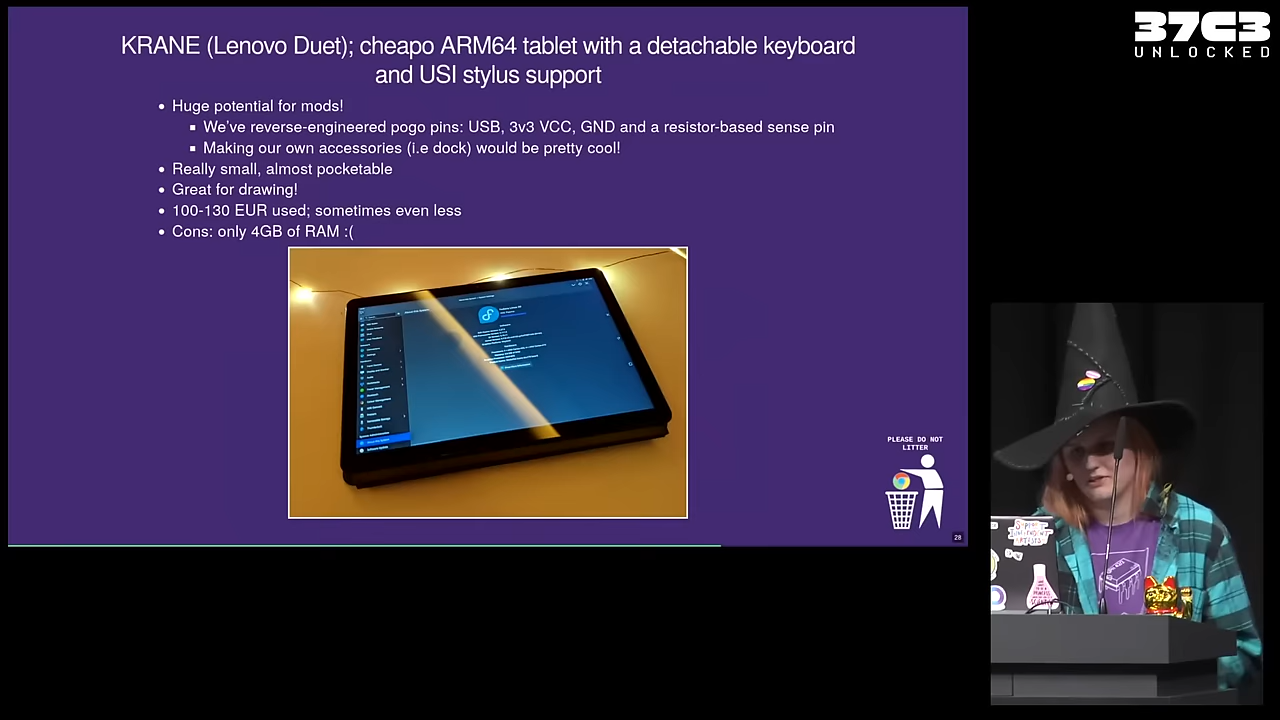 37C3
UNLOCKED
KRANE (Lenovo Duet); cheapo ARM64 tablet with a detachable keyboard
and USI stylus support
Huge potential for mods!
We've reverse-engineered pogo pins: USB, 3v3 VCC, GND and a resistor-based sense pin
Making our own accessories (i.e dock) would be pretty cool!
Really small, almost pocketable
Great for drawing!
100-130 EUR used; sometimes even less
Cons: only 4GB of RAM :(
PLEASE DO NOT
LITTER
28